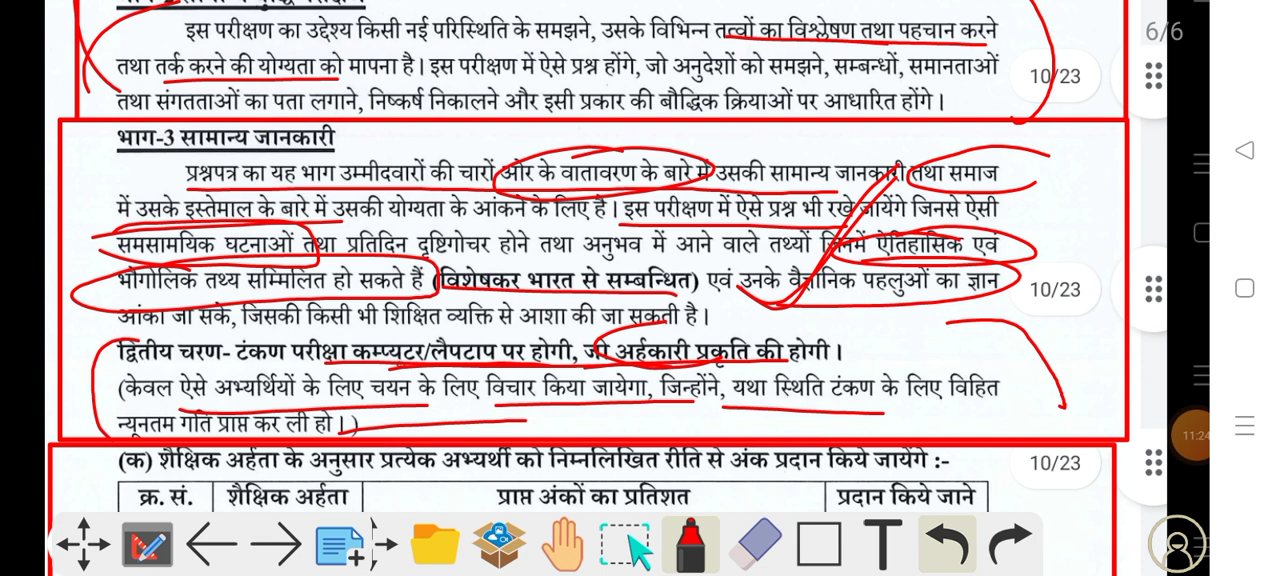 इस परीक्षण का उद्देश्य किसी नई परिस्थिति के समझने, उसके विभिन्न तत्वों का विश्लेषण तथा पहचान करने
तथा तर्क करने की योग्यता को मापना है। इस परीक्षण में ऐसे प्रश्न होंगे, जो अनुदेशों को समझने, सम्बन्धों, समानताओं
तथा संगतताओं का पता लगाने, निष्कर्ष निकालने और इसी प्रकार की बौद्धिक क्रियाओं पर आधारित होंगे।
भाग-3 सामान्य जानकारी
प्रश्नपत्र का यह भाग उम्मीदवारों की चारों ओर के वातावरण के बारे में उसकी सामान्य जानकारी तथा समाज
में उसके इस्तेमाल के बारे में उसकी योग्यता के आंकने के लिए है। इस परीक्षण में ऐसे प्रश्न भी रखे जायेंगे जिनसे ऐसी
समसामयिक घटनाओं तथा प्रतिदिन दृष्टिगोचर होने तथा अनुभव में आने वाले तथ्यों जिनमें ऐतिहासिक एवं
भौगोलिक तथ्य सम्मिलित हो सकते हैं (विशेषकर भारत से सम्बन्धित) एवं उनके वैज्ञानिक पहलुओं का ज्ञान
आंका जा सके, जिसकी किसी भी शिक्षित व्यक्ति से आशा की जा सकती है।
द्वितीय चरण- टंकण परीक्षा कम्प्यूटर/लैपटाप पर होगी, जो अर्हकारी प्रकृति की होगी।
(केवल ऐसे अभ्यर्थियों के लिए चयन के लिए विचार किया जायेगा, जिन्होंने, यथा स्थिति टंकण के लिए विहित
न्यूनतम गति प्राप्त कर ली हो।)
(क) शैक्षिक अर्हता के अनुसार प्रत्येक अभ्यर्थी को निम्नलिखित रीति से अंक प्रदान किये जायेंगे :-
क्र. सं. शैक्षिक अर्हता प्राप्त अंकों का प्रतिशत प्रदान किये जाने
6/6
10/23
10/23
11:24
10/23
T